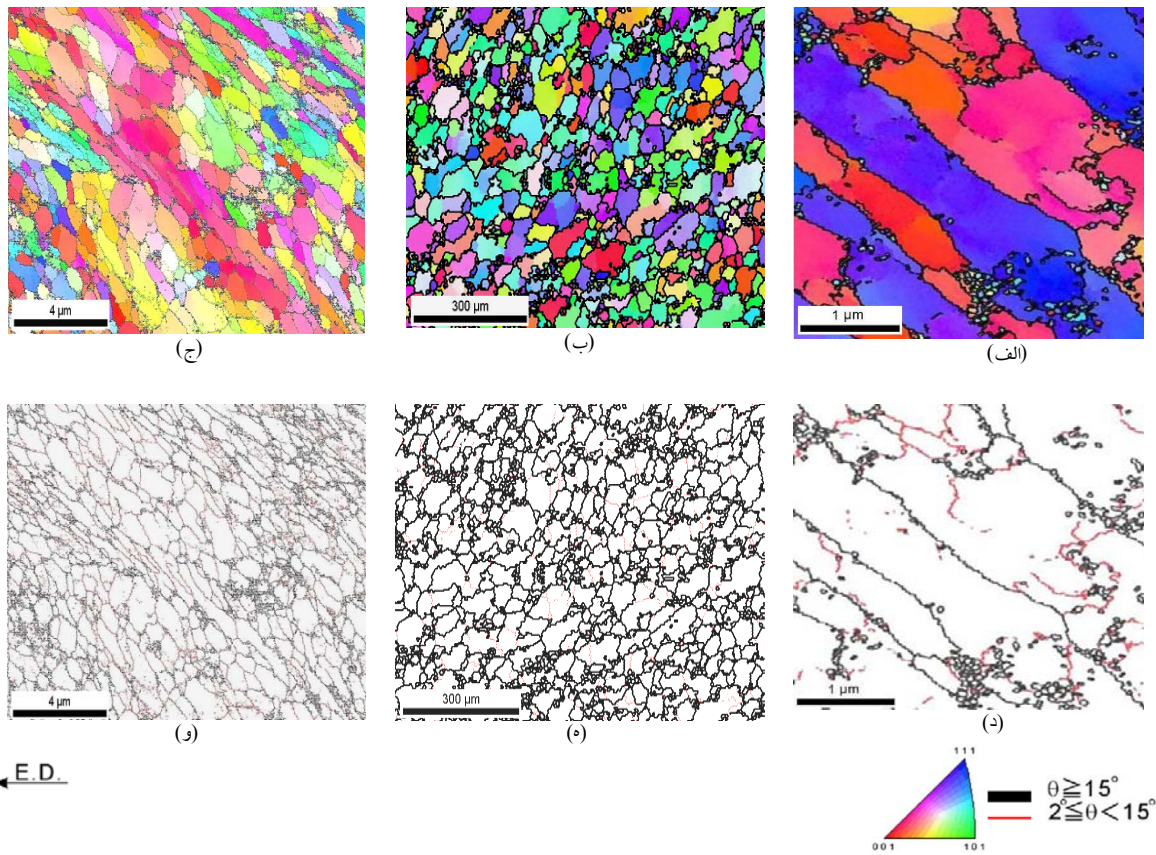 4 µm
300 µm
1 µm
(ج)
(ب)
(الف)
4 µm
300 µm
1 µm
(و)
(ه)
(د)
E.D.
111
001
101
θ≧15°
2°≦θ<15°